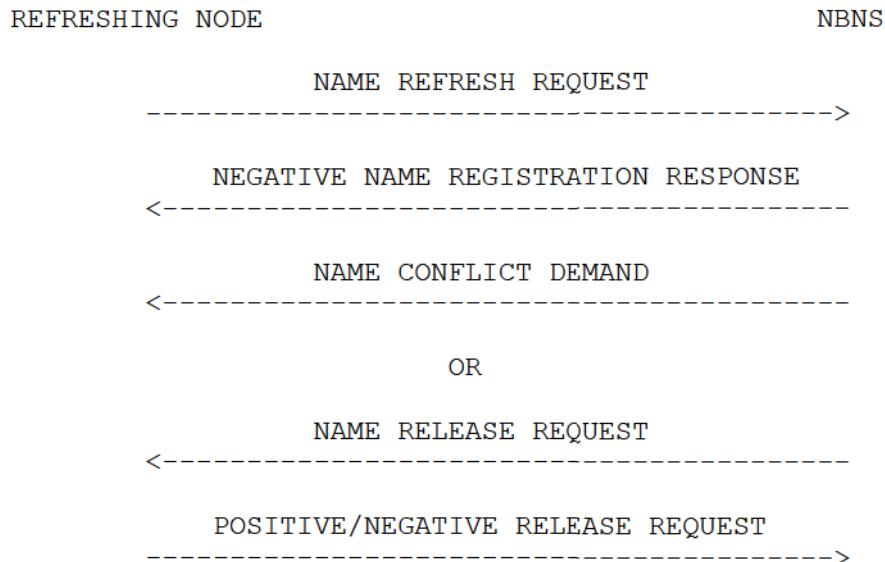 REFRESHING NODE NBNS
NAME REFRESH REQUEST
----------------------------------------->
NEGATIVE NAME REGISTRATION RESPONSE
<-----------------------------------------
NAME CONFLICT DEMAND
<-----------------------------------------
OR
NAME RELEASE REQUEST
<-----------------------------------------
POSITIVE/NEGATIVE RELEASE REQUEST
----------------------------------------->